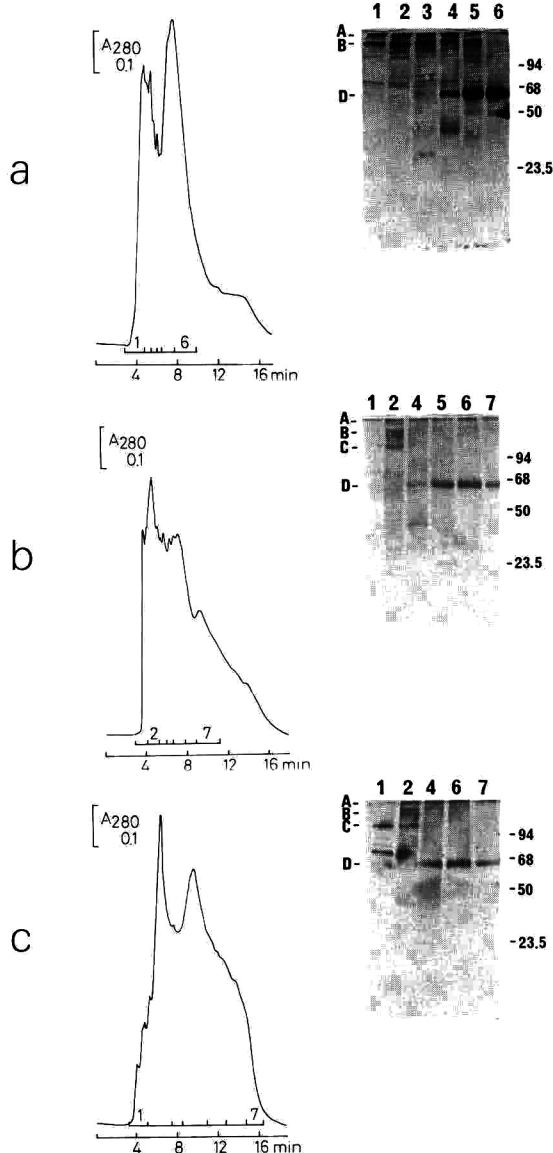 A280
0.1
a
1 6
4 8 12 16 min
1 2 3 4 5 6
A-
B-
D-
-94
-68
-50
-23.5
A280
0.1
b
2 7
4 8 12 16 min
1 2 4 5 6 7
A-
B-
C-
D-
-94
-68
-50
-23.5
A280
0.1
c
1 7
4 8 12 16 min
1 2 4 6 7
A-
B-
C-
D-
-94
-68
-50
-23.5